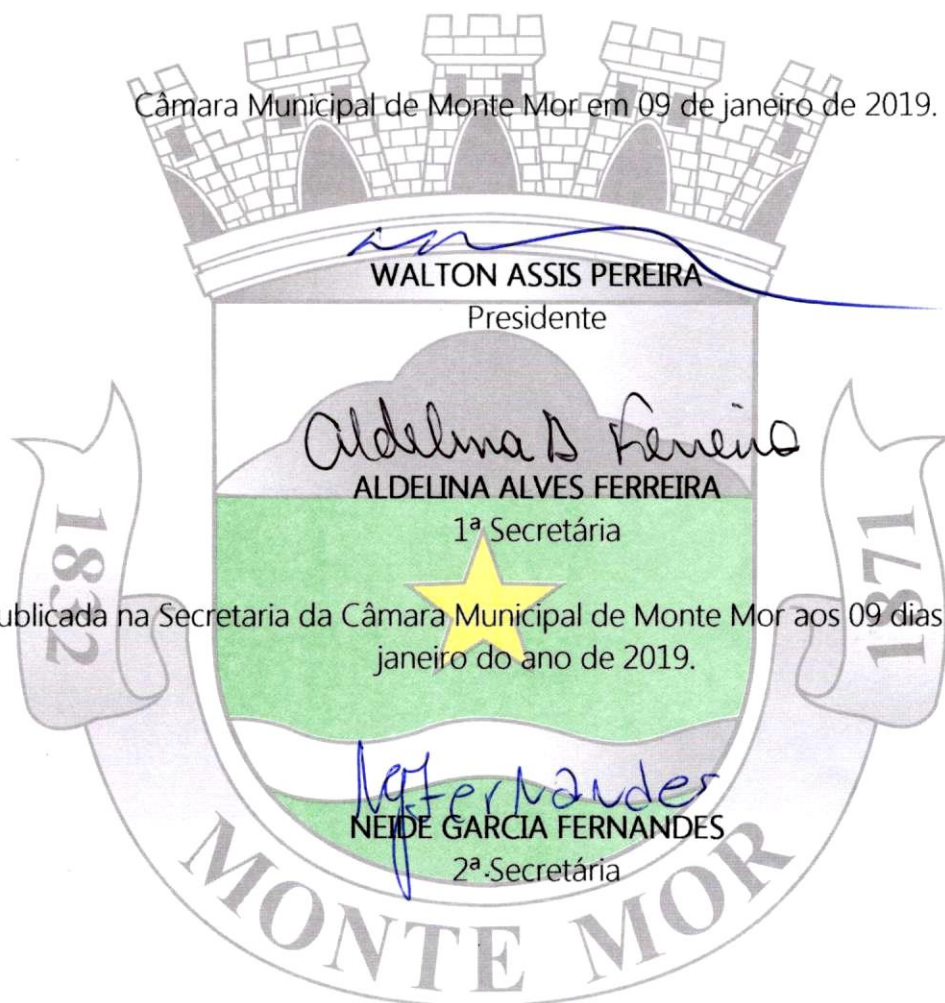 Câmara Municipal de Monte Mor em 09 de janeiro de 2019.
WALTON ASSIS PEREIRA
Presidente
Aldelina A Ferreira
ALDELINA ALVES FERREIRA
1ª Secretária
1832
1871
ublicada na Secretaria da Câmara Municipal de Monte Mor aos 09 dias
janeiro do ano de 2019.
NgFernandes
NEIDE GARCIA FERNANDES
2ª Secretária
MONTE MOR